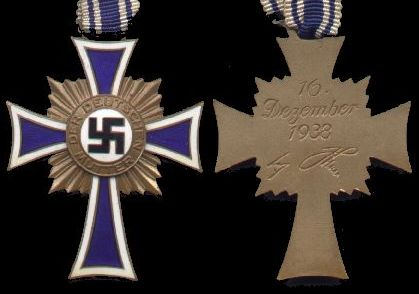 DER DEUTSCHEN
MUTTER
16.
Dezember
1938